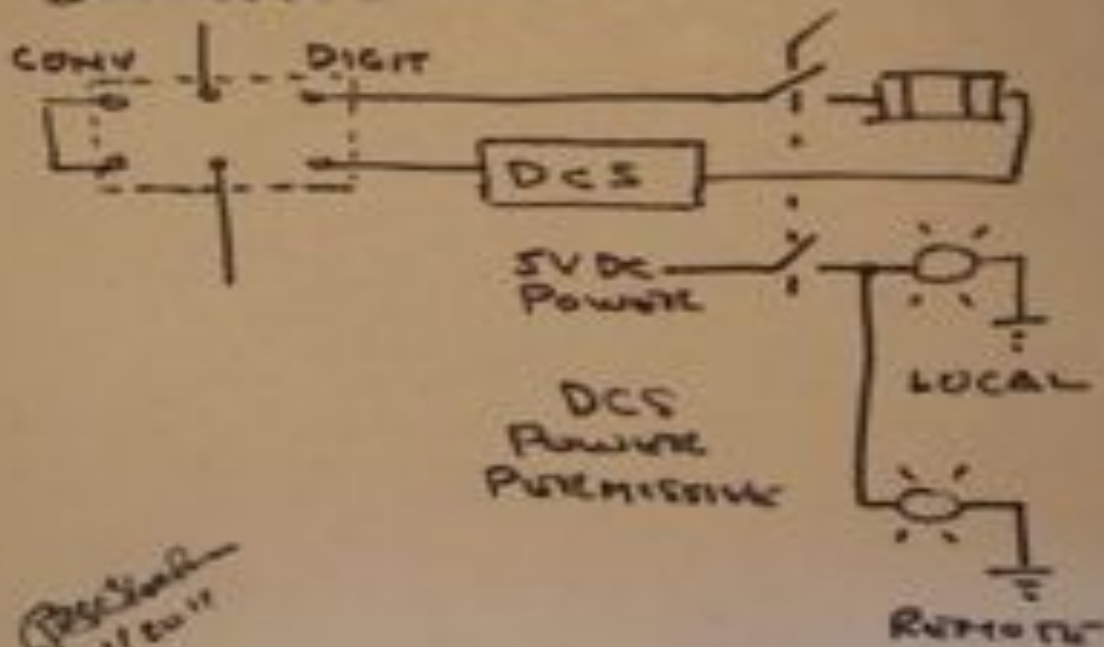 CONV DIGIT
DCS
5V DC
POWER
LOCAL
DCS
POWER
PERMISSIVE
REMOTE